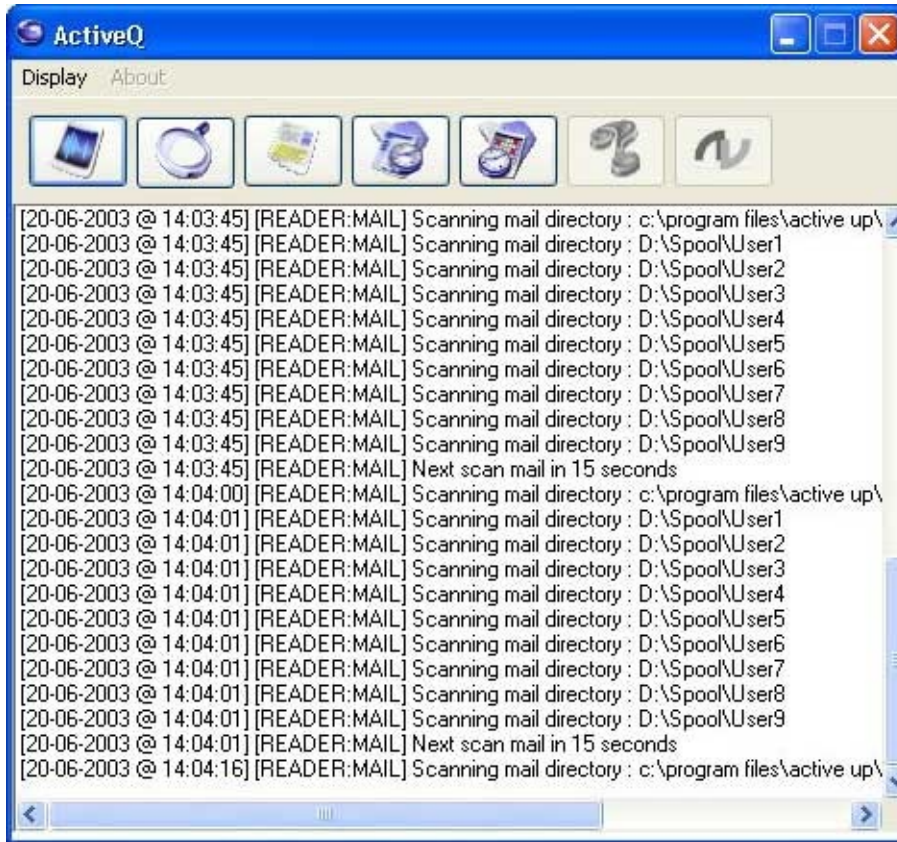 ActiveQ
Display About
[20-06-2003 @ 14:03:45] [READER:MAIL] Scanning mail directory : c:\program files\active up\
[20-06-2003 @ 14:03:45] [READER:MAIL] Scanning mail directory : D:\Spool\User1
[20-06-2003 @ 14:03:45] [READER:MAIL] Scanning mail directory : D:\Spool\User2
[20-06-2003 @ 14:03:45] [READER:MAIL] Scanning mail directory : D:\Spool\User3
[20-06-2003 @ 14:03:45] [READER:MAIL] Scanning mail directory : D:\Spool\User4
[20-06-2003 @ 14:03:45] [READER:MAIL] Scanning mail directory : D:\Spool\User5
[20-06-2003 @ 14:03:45] [READER:MAIL] Scanning mail directory : D:\Spool\User6
[20-06-2003 @ 14:03:45] [READER:MAIL] Scanning mail directory : D:\Spool\User7
[20-06-2003 @ 14:03:45] [READER:MAIL] Scanning mail directory : D:\Spool\User8
[20-06-2003 @ 14:03:45] [READER:MAIL] Scanning mail directory : D:\Spool\User9
[20-06-2003 @ 14:03:45] [READER:MAIL] Next scan mail in 15 seconds
[20-06-2003 @ 14:04:00] [READER:MAIL] Scanning mail directory : c:\program files\active up\
[20-06-2003 @ 14:04:01] [READER:MAIL] Scanning mail directory : D:\Spool\User1
[20-06-2003 @ 14:04:01] [READER:MAIL] Scanning mail directory : D:\Spool\User2
[20-06-2003 @ 14:04:01] [READER:MAIL] Scanning mail directory : D:\Spool\User3
[20-06-2003 @ 14:04:01] [READER:MAIL] Scanning mail directory : D:\Spool\User4
[20-06-2003 @ 14:04:01] [READER:MAIL] Scanning mail directory : D:\Spool\User5
[20-06-2003 @ 14:04:01] [READER:MAIL] Scanning mail directory : D:\Spool\User6
[20-06-2003 @ 14:04:01] [READER:MAIL] Scanning mail directory : D:\Spool\User7
[20-06-2003 @ 14:04:01] [READER:MAIL] Scanning mail directory : D:\Spool\User8
[20-06-2003 @ 14:04:01] [READER:MAIL] Scanning mail directory : D:\Spool\User9
[20-06-2003 @ 14:04:01] [READER:MAIL] Next scan mail in 15 seconds
[20-06-2003 @ 14:04:16] [READER:MAIL] Scanning mail directory : c:\program files\active up\